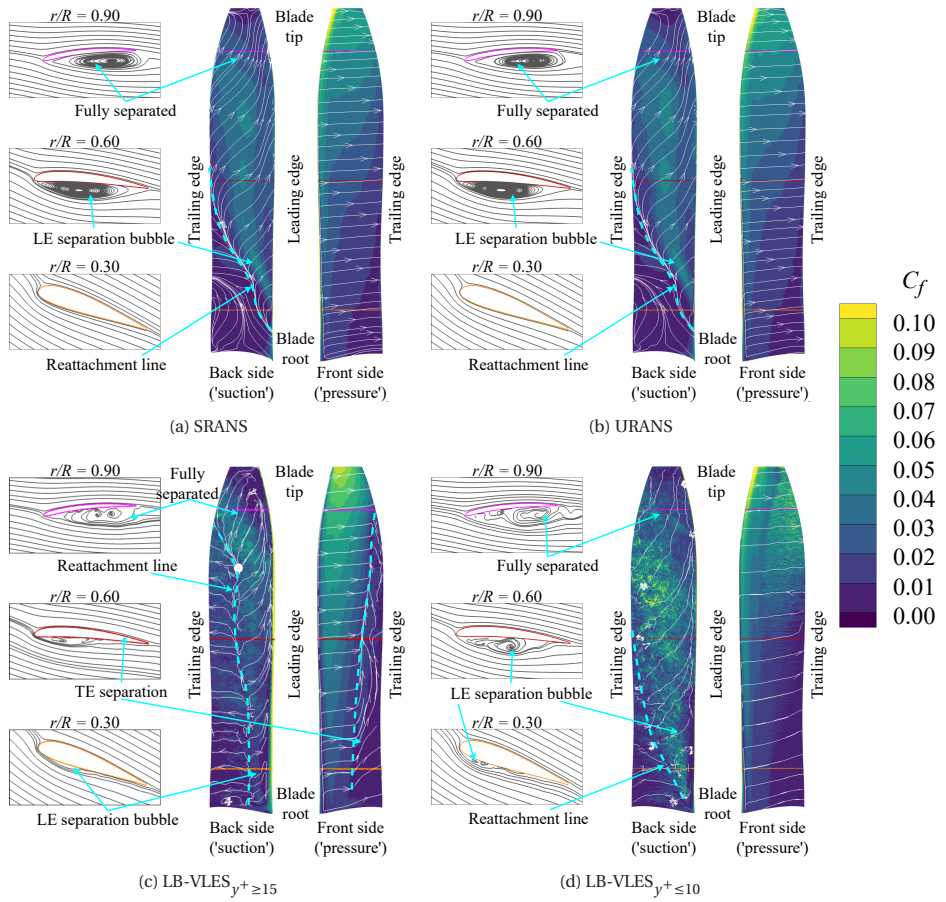 r/R = 0.90
Fully separated
r/R = 0.60
LE separation bubble
r/R = 0.30
Reattachment line
Trailing edge
Blade
tip
Leading edge
Blade
root
Trailing edge
Back side
('suction')
Front side
('pressure')
(a) SRANS
r/R = 0.90
Fully separated
r/R = 0.60
LE separation bubble
r/R = 0.30
Reattachment line
Trailing edge
Blade
tip
Leading edge
Blade
root
Trailing edge
Back side
('suction')
Front side
('pressure')
(b) URANS
r/R = 0.90
Fully
separated
Reattachment line
r/R = 0.60
TE separation
r/R = 0.30
LE separation bubble
Trailing edge
Blade
tip
Leading edge
Blade
root
Trailing edge
Back side
('suction')
Front side
('pressure')
(c) LB-VLES y+ ≥15
r/R = 0.90
Fully separated
r/R = 0.60
LE separation bubble
r/R = 0.30
Reattachment line
Trailing edge
Blade
tip
Leading edge
Blade
root
Trailing edge
Back side
('suction')
Front side
('pressure')
(d) LB-VLES y+ ≤10
Cf
0.10
0.09
0.08
0.07
0.06
0.05
0.04
0.03
0.02
0.01
0.00